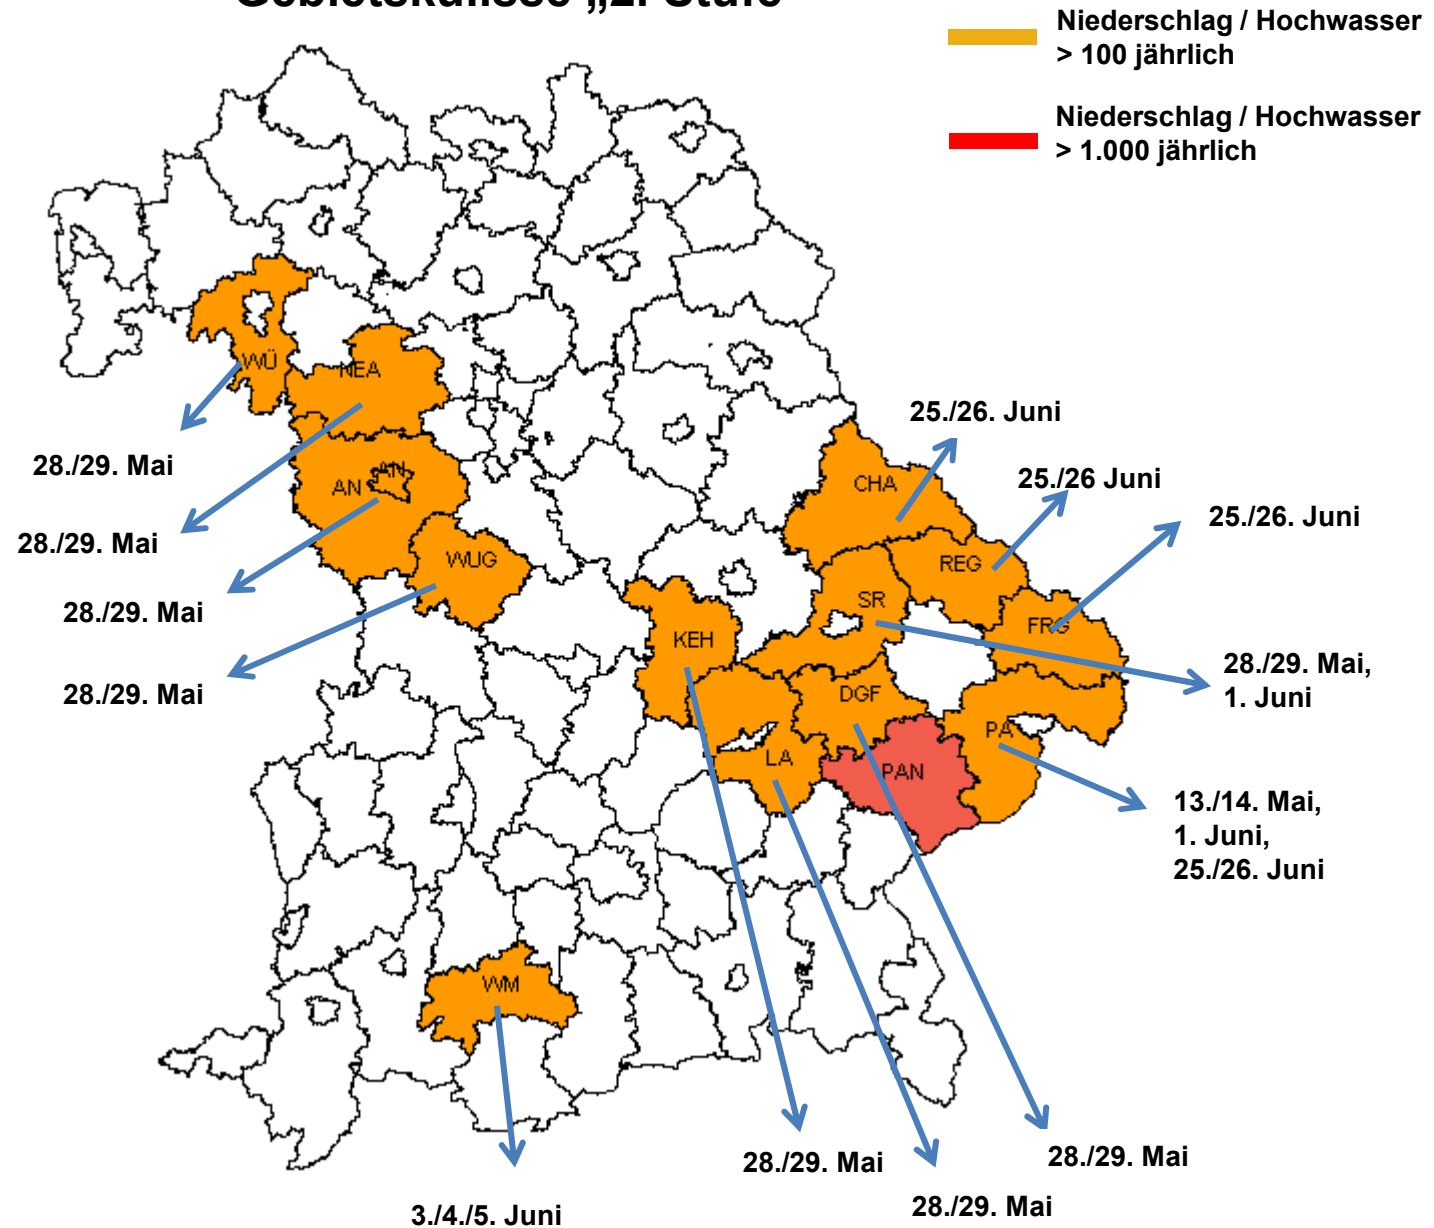 Gebietskulisse „2. Stufe
Niederschlag / Hochwasser
> 100 jährlich
Niederschlag / Hochwasser
> 1.000 jährlich
WÜ
NEA
AN
AN
WUG
KEH
CHA
REG
SR
FRG
DGF
PA
LA
PAN
WM
28./29. Mai
28./29. Mai
28./29. Mai
28./29. Mai
25./26. Juni
25./26 Juni
25./26. Juni
28./29. Mai,
1. Juni
13./14. Mai,
1. Juni,
25./26. Juni
28./29. Mai
28./29. Mai
28./29. Mai
3./4./5. Juni